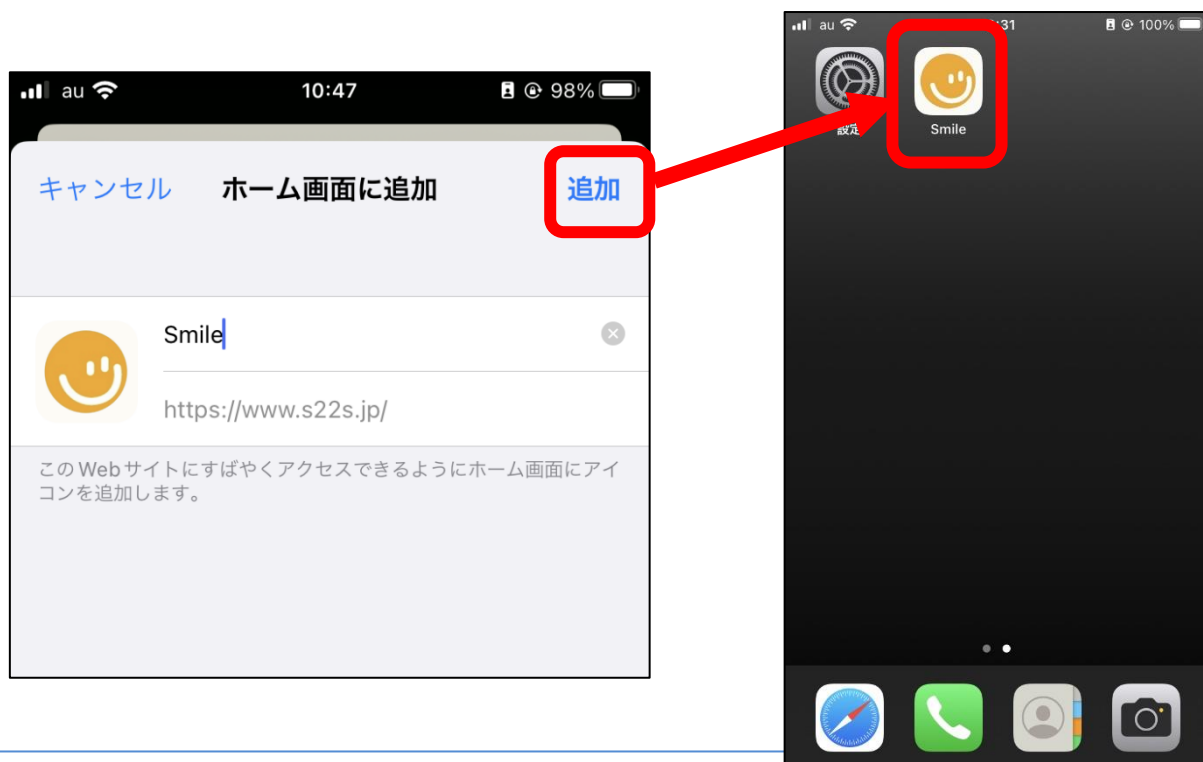 au
10:47
98%
キャンセル
ホーム画面に追加
追加
Smile
https://www.s22s.jp/
このWebサイトにすばやくアクセスできるようにホーム画面にアイ
コンを追加します。
au
:31
100%
設定
Smile